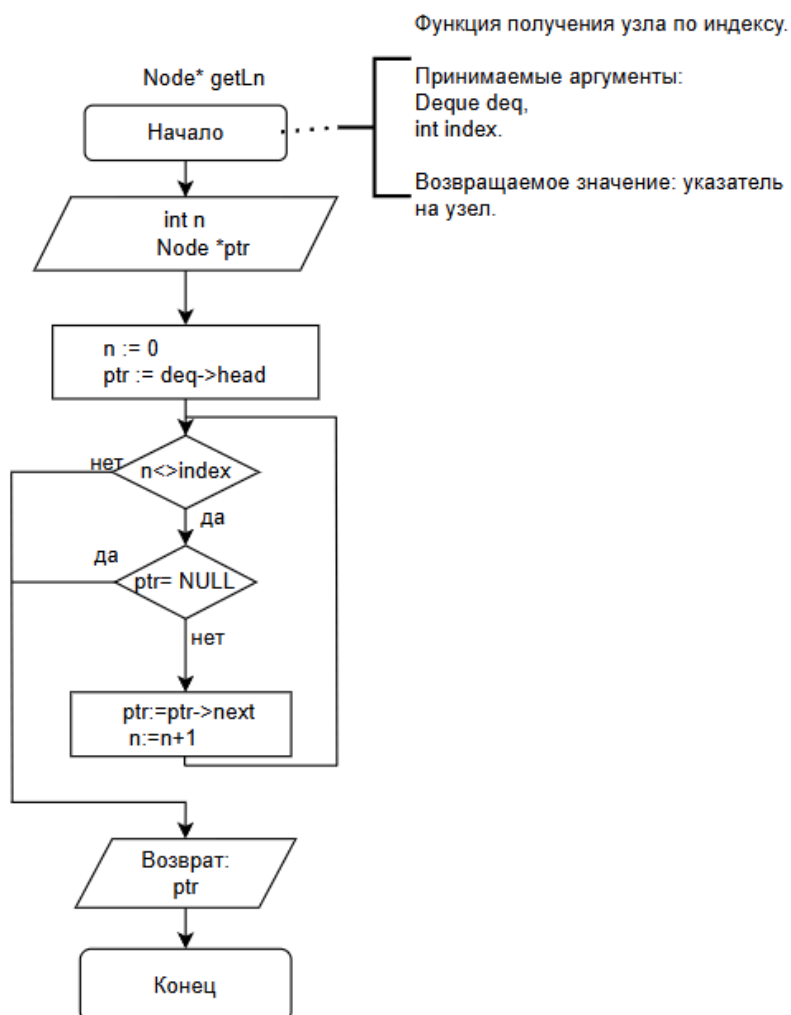 Функция получения узла по индексу.
Принимаемые аргументы:
Deque deq,
int index.
Возвращаемое значение: указатель
на узел.
Node* getLn
Начало
int n
Node *ptr
n := 0
ptr := deq->head
нет
n<>index
да
да
ptr= NULL
нет
ptr:=ptr->next
n:=n+1
Возврат:
ptr
Конец